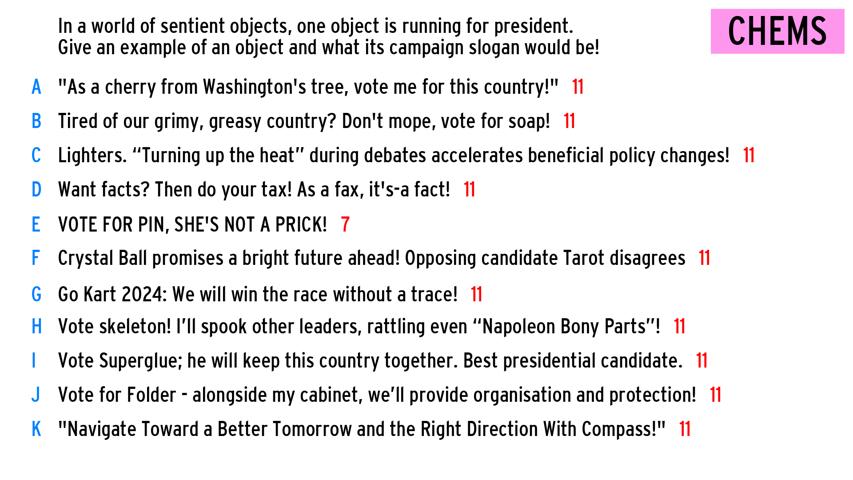 In a world of sentient objects, one object is running for president.
Give an example of an object and what its campaign slogan would be!
CHEMS
A "As a cherry from Washington's tree, vote me for this country!" 11
B Tired of our grimy, greasy country? Don't mope, vote for soap! 11
C Lighters. “Turning up the heat” during debates accelerates beneficial policy changes! 11
D Want facts? Then do your tax! As a fax, it's-a fact! 11
E VOTE FOR PIN, SHE'S NOT A PRICK! 7
F Crystal Ball promises a bright future ahead! Opposing candidate Tarot disagrees 11
G Go Kart 2024: We will win the race without a trace! 11
H Vote skeleton! I’ll spook other leaders, rattling even “Napoleon Bony Parts”! 11
I Vote Superglue; he will keep this country together. Best presidential candidate. 11
J Vote for Folder - alongside my cabinet, we’ll provide organisation and protection! 11
K "Navigate Toward a Better Tomorrow and the Right Direction With Compass!" 11